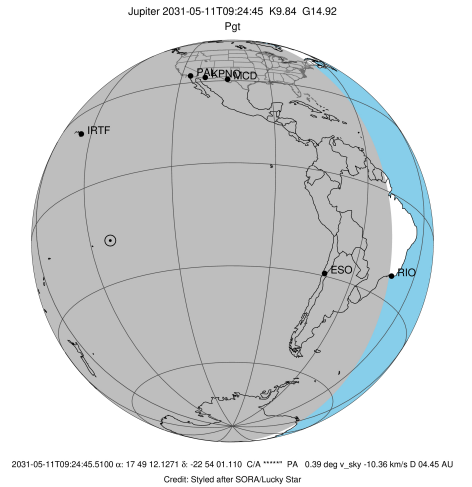 Jupiter 2031-05-11T09:24:45 K9.84 G14.92
Pgt
PAL KPNO MCD
IRTF
ESO
RIO
2031-05-11T09:24:45.5100 α: 17 49 12.1271 δ: -22 54 01.110 C/A *****" PA 0.39 deg v_sky -10.36 km/s D 04.45 AU
Credit: Styled after SORA/Lucky Star